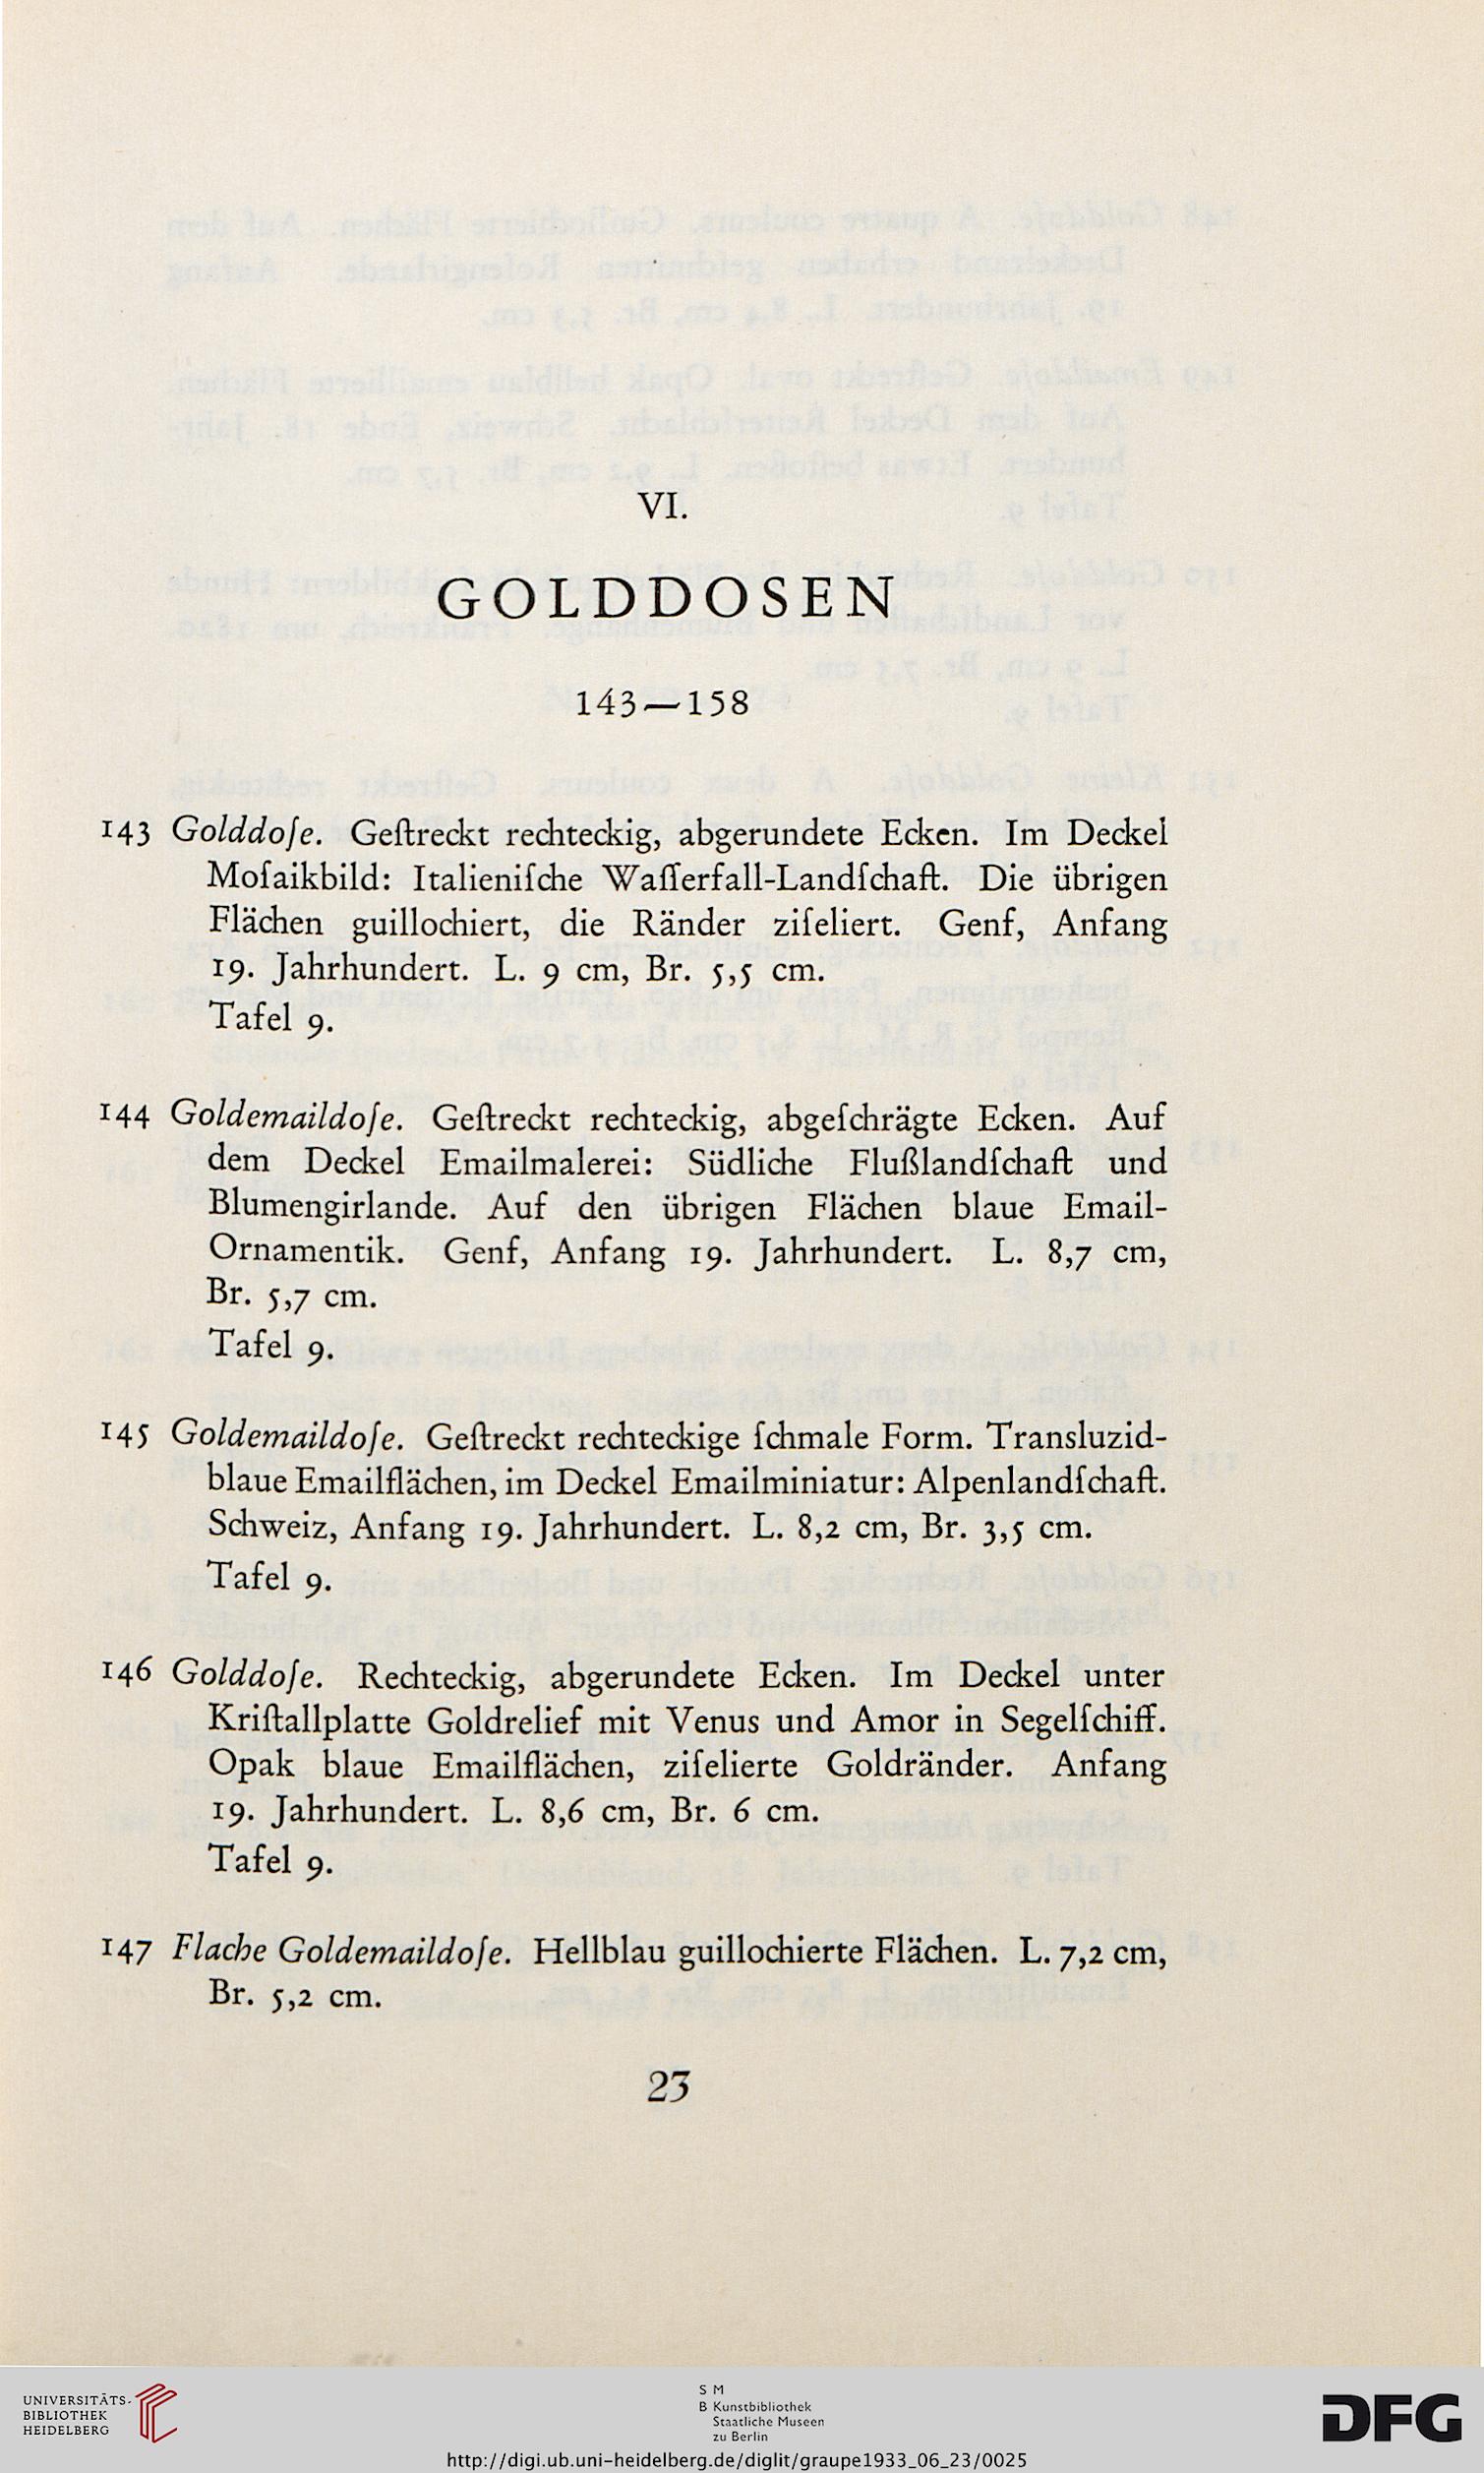 VI.
GOLDDOSEN
143—158
143 Golddoſe. Geſtreckt rechteckig, abgerundete Ecken. Im Deckel
Moſaikbild: Italieniſche Waſſerfall-Landſchaft. Die übrigen
Flächen guillochiert, die Ränder ziſeliert. Genf, Anfang
19. Jahrhundert. L. 9 cm, Br. 5,5 cm.
Tafel 9.
144 Goldemaildoſe. Geſtreckt rechteckig, abgeſchrägte Ecken. Auf
dem Deckel Emailmalerei: Südliche Flußlandſchaft und
Blumengirlande. Auf den übrigen Flächen blaue Email-
Ornamentik. Genf, Anfang 19. Jahrhundert. L. 8,7 cm,
Br. 5,7 cm.
Tafel 9.
145 Goldemaildoſe. Geſtreckt rechteckige ſchmale Form. Transluzid-
blaue Emailflächen, im Deckel Emailminiatur: Alpenlandſchaft.
Schweiz, Anfang 19. Jahrhundert. L. 8,2 cm, Br. 3,5 cm.
Tafel 9.
146 Golddoſe. Rechteckig, abgerundete Ecken. Im Deckel unter
Kriſtallplatte Goldrelief mit Venus und Amor in Segelſchiff.
Opak blaue Emailflächen, ziſelierte Goldränder. Anfang
19. Jahrhundert. L. 8,6 cm, Br. 6 cm.
Tafel 9.
147 Flache Goldemaildoſe. Hellblau guillochierte Flächen. L. 7,2 cm,
Br. 5,2 cm.
23
UNIVERSITÄTS-
BIBLIOTHEK
HEIDELBERG
S M
B Kunstbibliothek
Staatliche Museen
zu Berlin
http://digi.ub.uni-heidelberg.de/diglit/graupe1933_06_23/0025
DFG